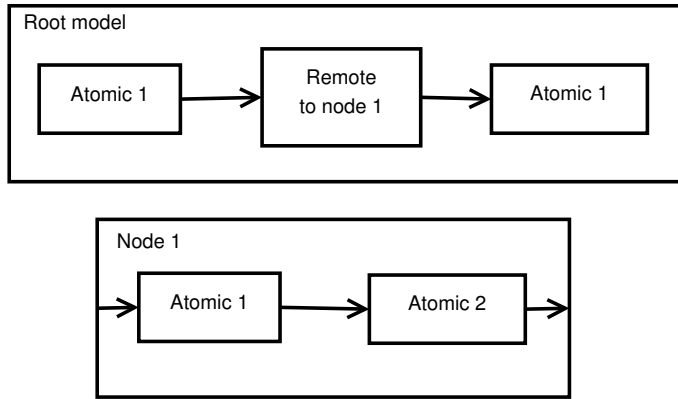 Root model
Atomic 1
Remote
to node 1
Atomic 1
Node 1
Atomic 1
Atomic 2